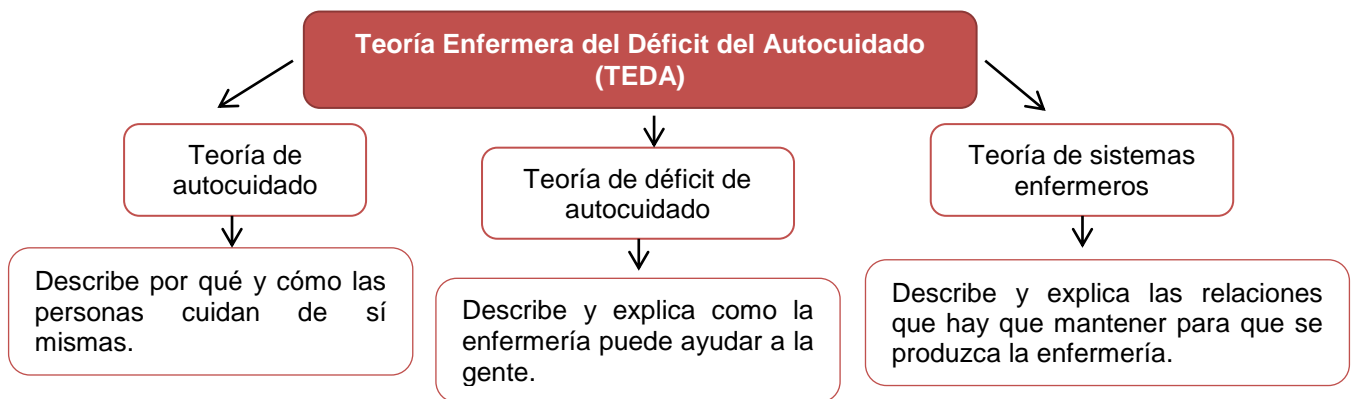 Teoría Enfermera del Déficit del Autocuidado
(TEDA)
Teoría de
autocuidado
Teoría de déficit de
autocuidado
Teoría de sistemas
enfermeros
Describe por qué y cómo las
personas cuidan de sí
mismas.
Describe y explica como la
enfermería puede ayudar a la
gente.
Describe y explica las relaciones
que hay que mantener para que se
produzca la enfermería.